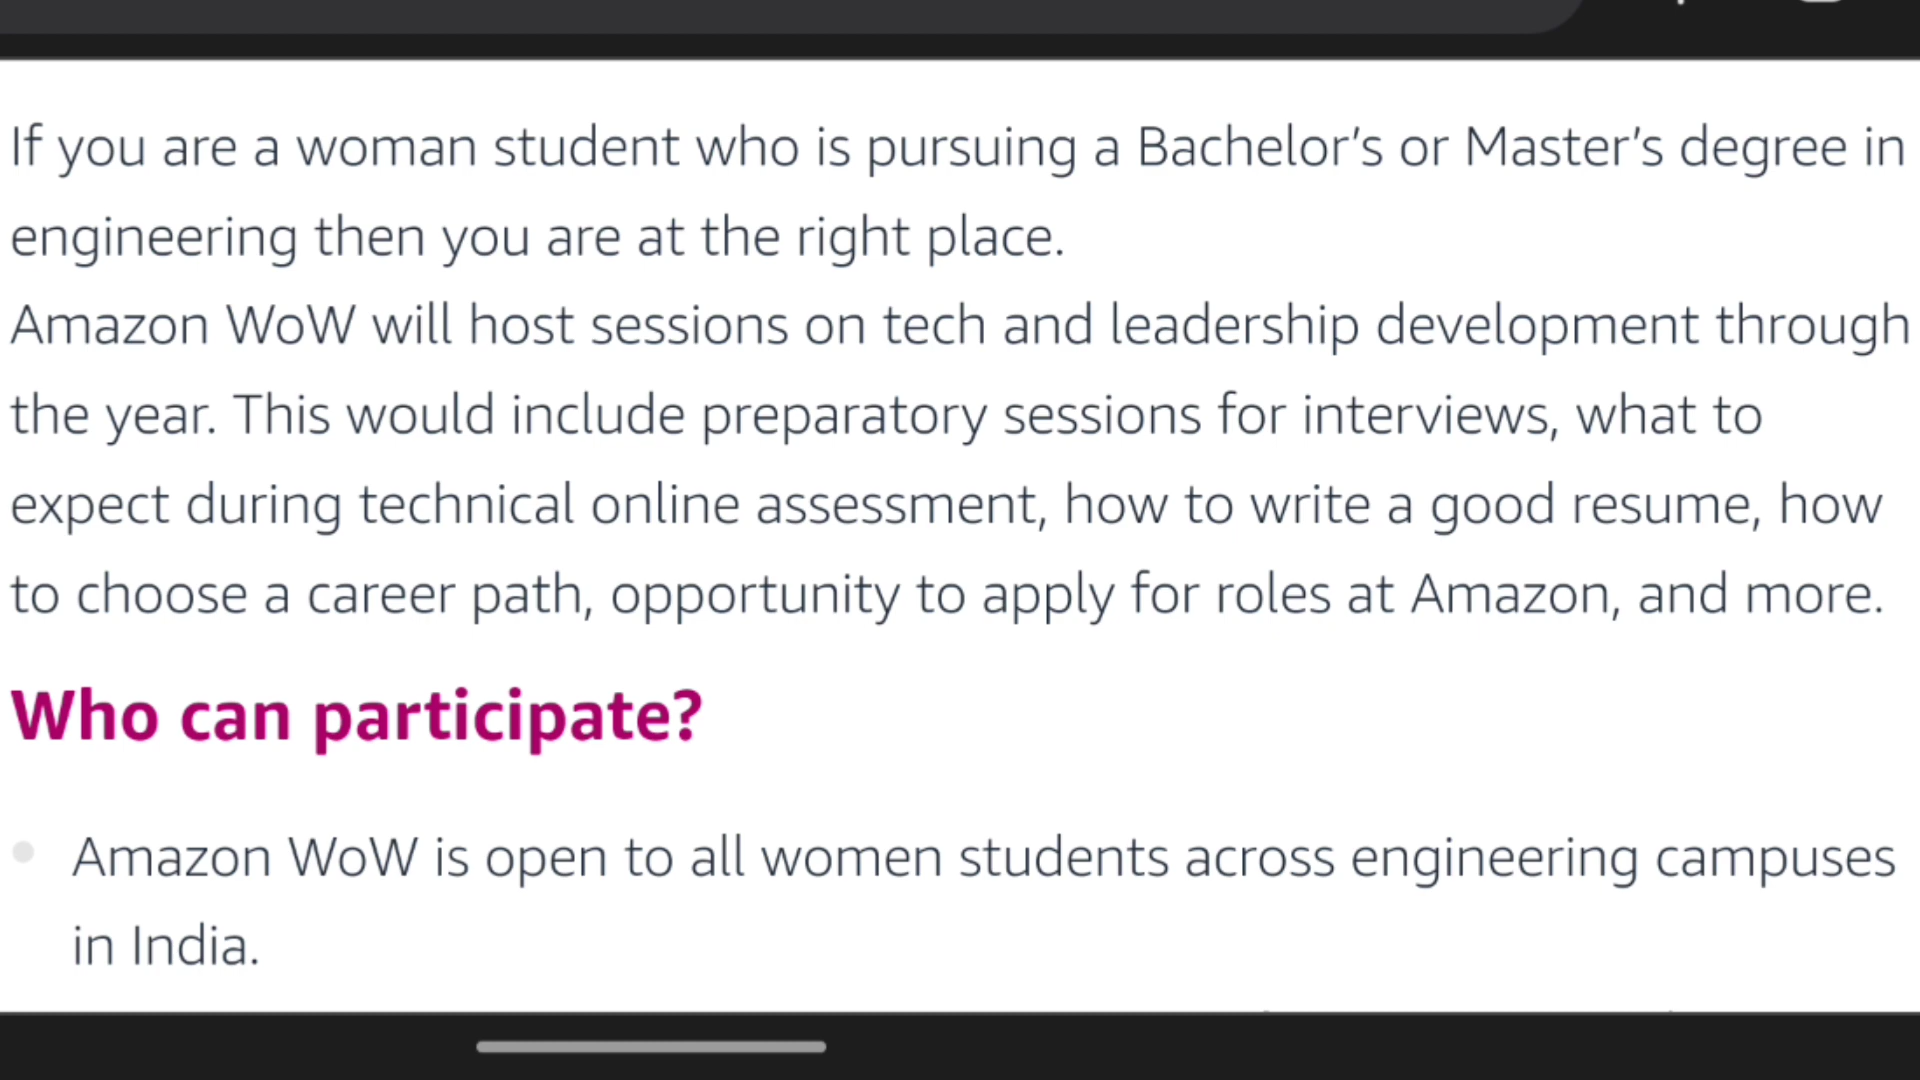 If you are a woman student who is pursuing a Bachelor’s or Master’s degree in
engineering then you are at the right place.
Amazon WoW will host sessions on tech and leadership development through
the year. This would include preparatory sessions for interviews, what to
expect during technical online assessment, how to write a good resume, how
to choose a career path, opportunity to apply for roles at Amazon, and more.
Who can participate?
Amazon WoW is open to all women students across engineering campuses
in India.